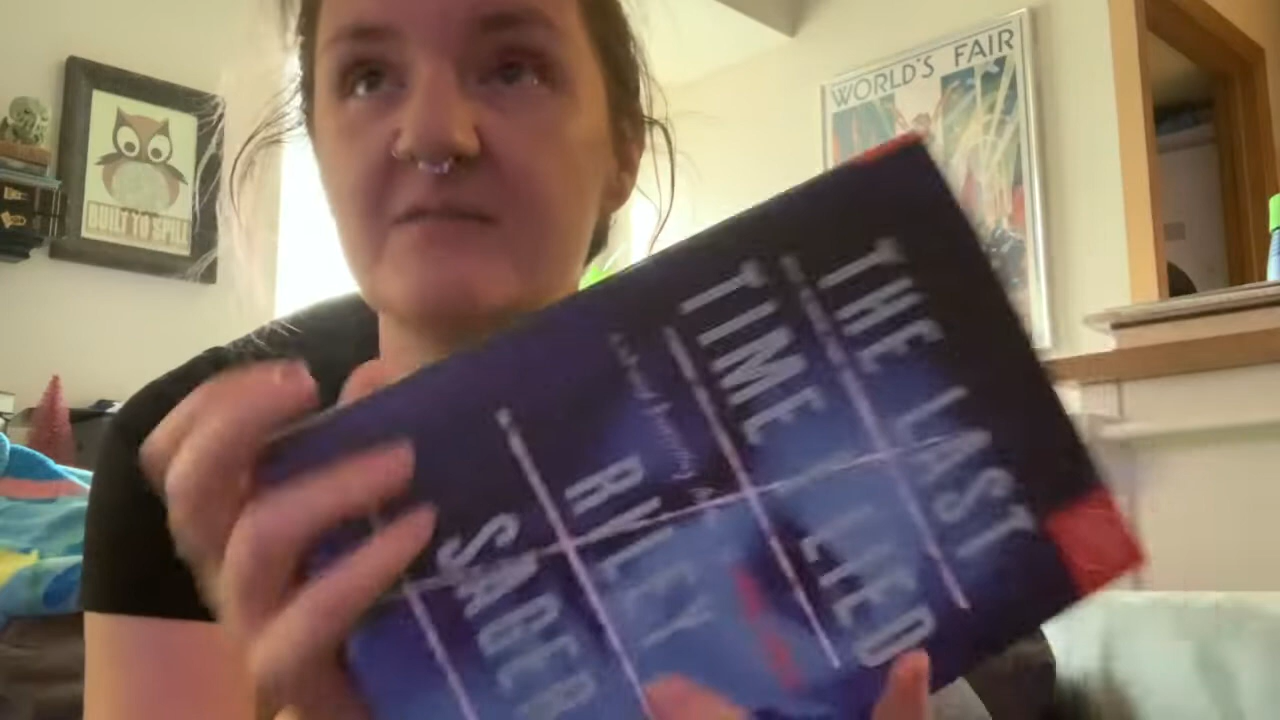 BUILT TO SPILL
WORLD'S FAIR
THE LAST
TIME I LIED
RILEY
SAGER